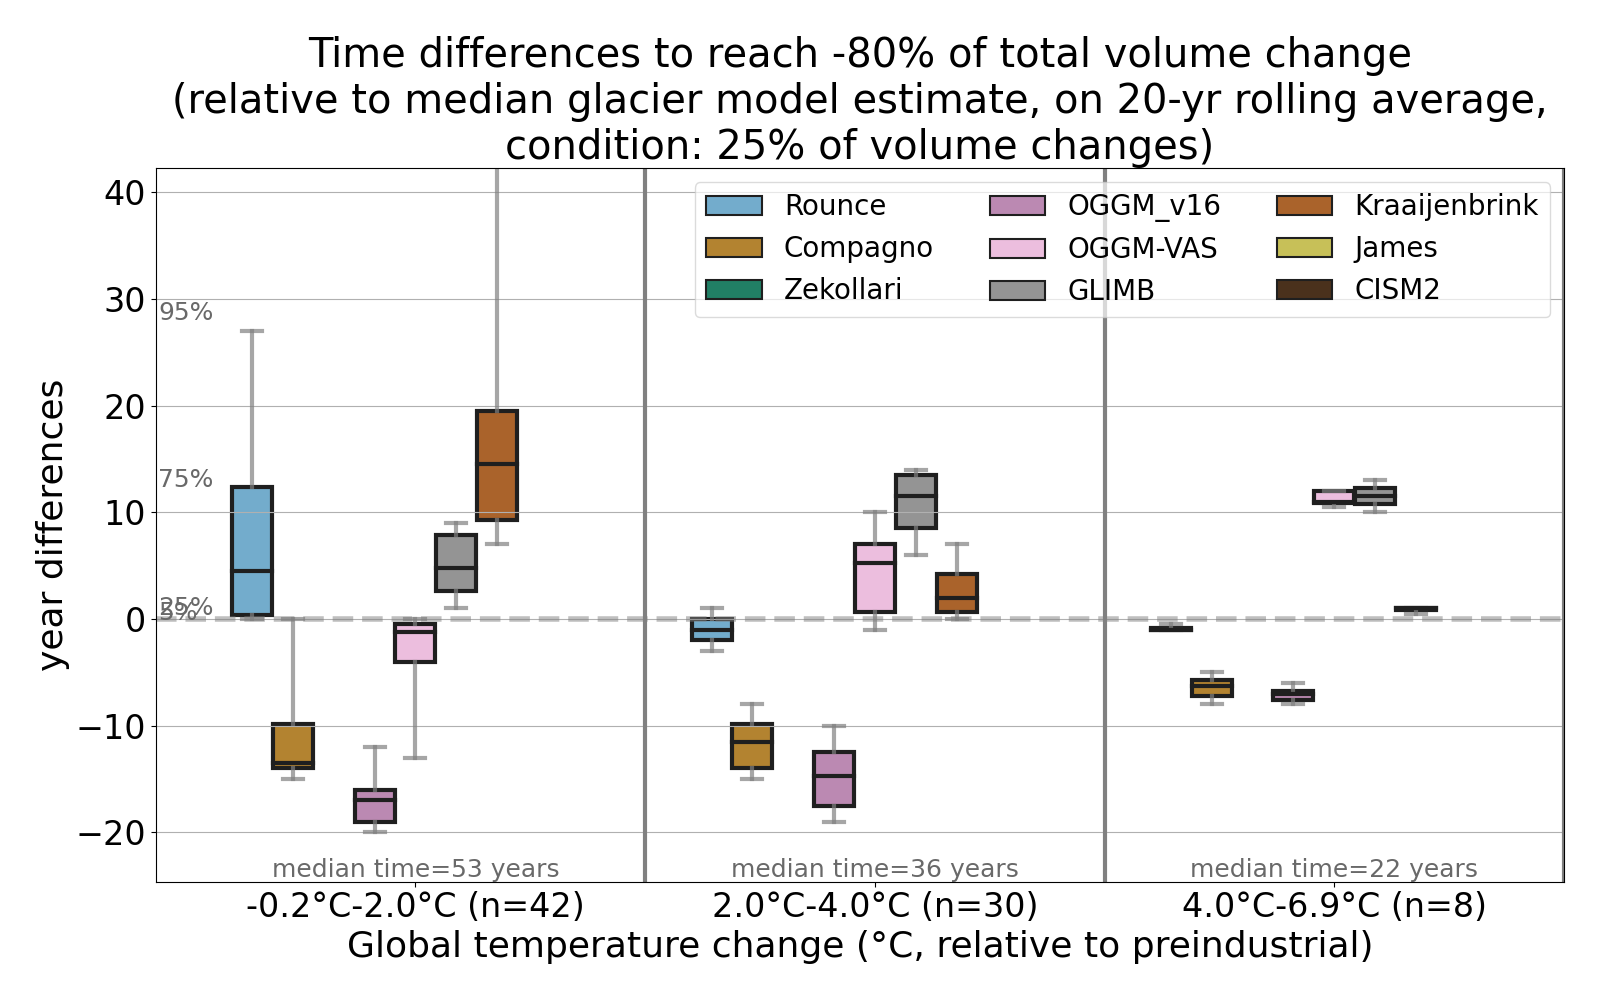 Time differences to reach -80% of total volume change
(relative to median glacier model estimate, on 20-yr rolling average,
condition: 25% of volume changes)
year differences
40
30
20
10
0
−10
−20
95%
75%
25%
5%
Rounce
Compagno
Zekollari
OGGM_v16
OGGM-VAS
GLIMB
Kraaijenbrink
James
CISM2
median time=53 years
median time=36 years
median time=22 years
-0.2°C-2.0°C (n=42)
2.0°C-4.0°C (n=30)
4.0°C-6.9°C (n=8)
Global temperature change (°C, relative to preindustrial)